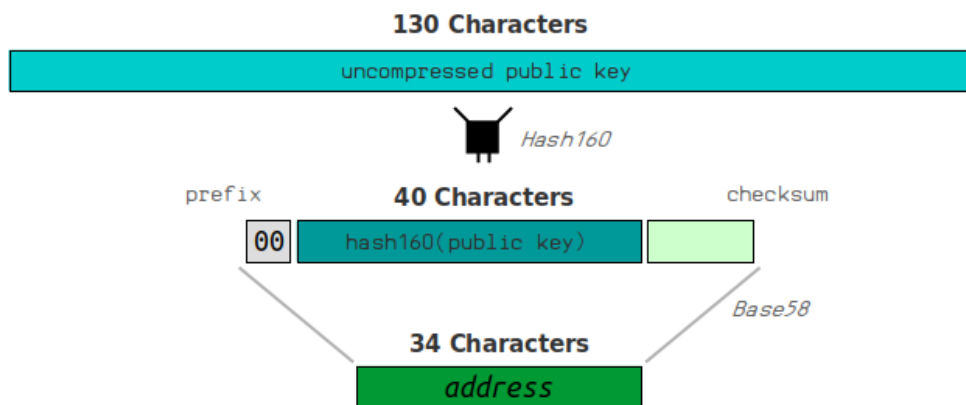 130 Characters
uncompressed public key
Hash160
prefix
40 Characters
checksum
00
hash160(public key)
Base58
34 Characters
address